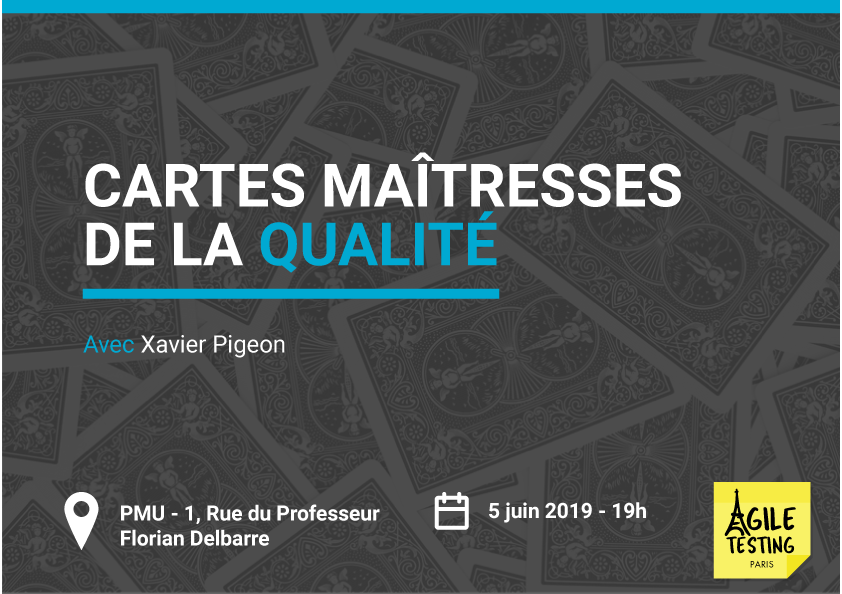 CARTES MAÎTRESSES
DE LA QUALITÉ
Avec Xavier Pigeon
PMU - 1, Rue du Professeur
Florian Delbarre
5 juin 2019 - 19h
AGILE
TESTING
PARIS